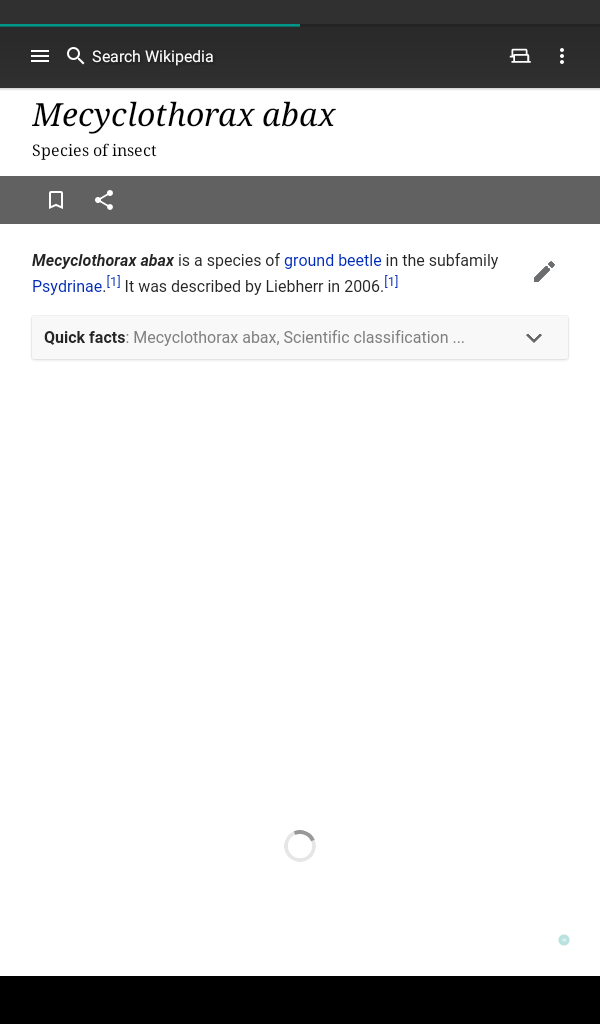 Search Wikipedia
Mecyclothorax abax
Species of insect
Mecyclothorax abax is a species of ground beetle in the subfamily
Psydrinae.[1] It was described by Liebherr in 2006.[1]
Quick facts: Mecyclothorax abax, Scientific classification ...